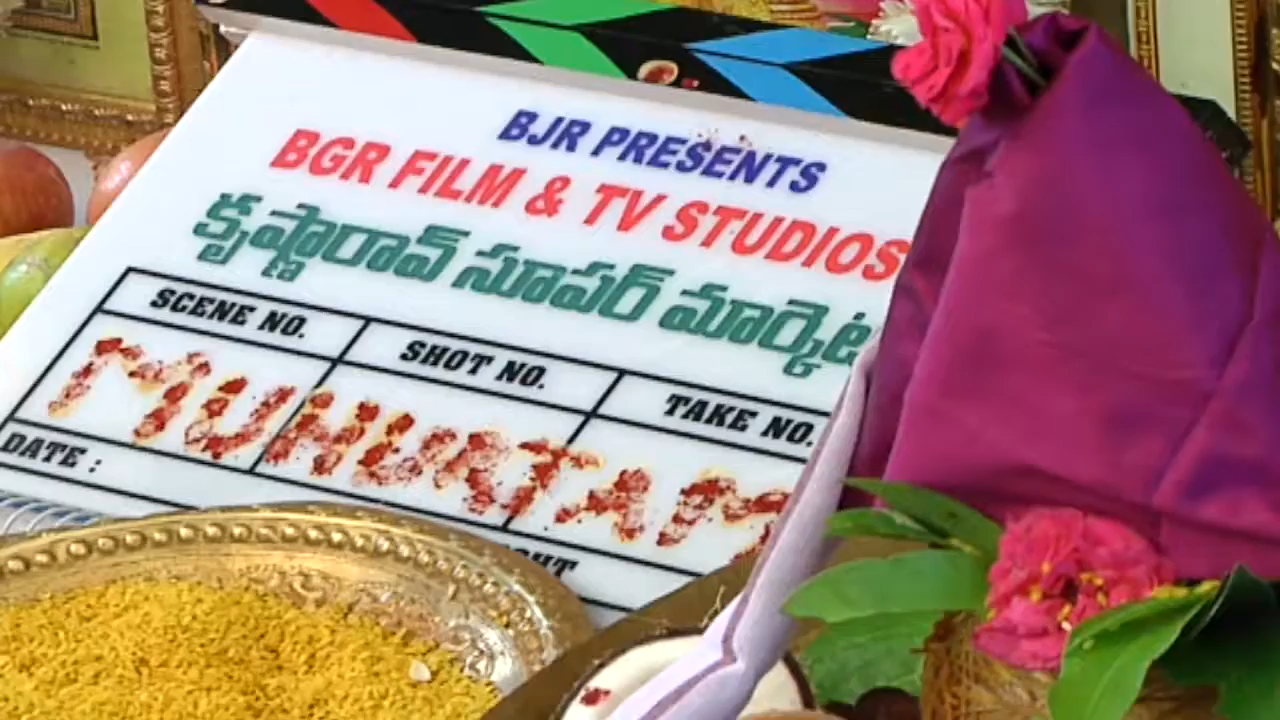 BJR PRESENTS
BGR FILM & TV STUDIOS
కృష్ణారావ్ సూపర్ మార్కెట్
SCENE NO. SHOT NO. TAKE NO.
MUHURTAM
DATE :